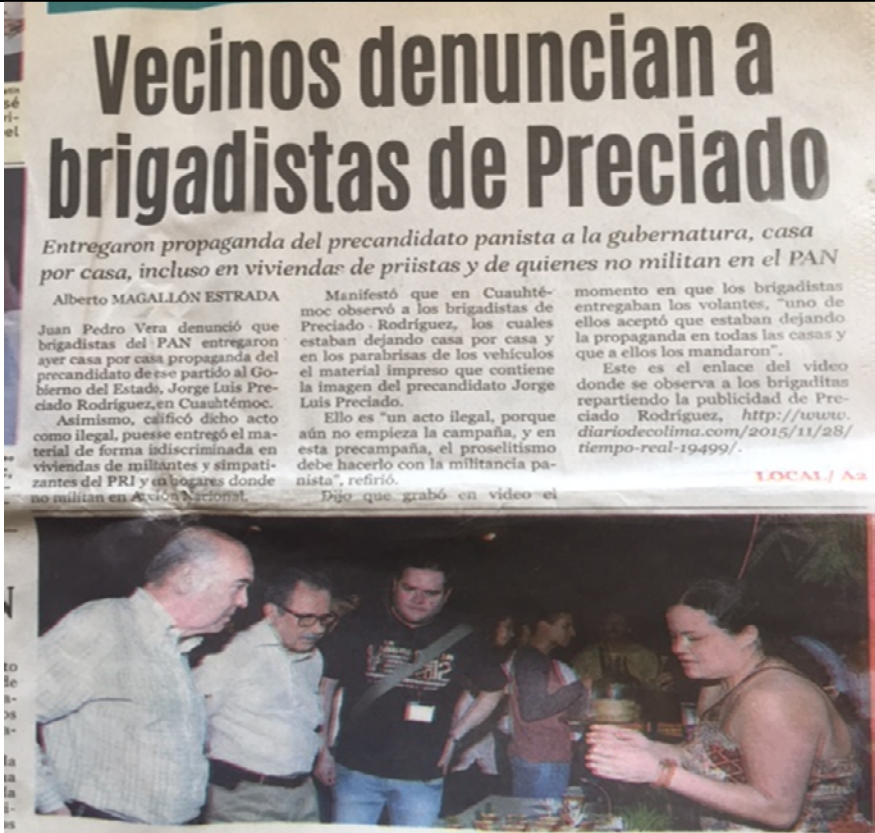 Vecinos denuncian a
brigadistas de Preciado
Entregaron propaganda del precandidato panista a la gubernatura, casa
por casa, incluso en viviendas de priistas y de quienes no militan en el PAN
Alberto MAGALLÓN ESTRADA
Juan Pedro Vera denunció que
brigadistas del PAN entregaron
ayer casa por casa propaganda del
precandidato de ese partido al Go-
bierno del Estado, Jorge Luis Pre-
ciado Rodríguez, en Cuauhtémoc.
Asimismo, calificó dicho acto
como ilegal, pues se entregó el ma-
terial de forma indiscriminada en
viviendas de militantes y simpati-
zantes del PRI y en hogares donde
no militan en Acción Nacional.
Manifestó que en Cuauhté-
moc observó a los brigadistas de
Preciado Rodríguez, los cuales
estaban dejando casa por casa y
en los parabrisas de los vehículos
el material impreso que contiene
la imagen del precandidato Jorge
Luis Preciado.
Ello es "un acto ilegal, porque
aún no empieza la campaña, y en
esta precampaña, el proselitismo
debe hacerlo con la militancia pa-
nista", refirió.
Dijo que grabó en video el
momento en que los brigadistas
entregaban los volantes, "uno de
ellos aceptó que estaban dejando
la propaganda en todas las casas y
que a ellos los mandaron".
Este es el enlace del video
donde se observa a los brigaditas
repartiendo la publicidad de Pre-
ciado Rodríguez, http://www.
diariodecolima.com/2015/11/28/
tiempo-real-19499/.
LOCAL/ A2